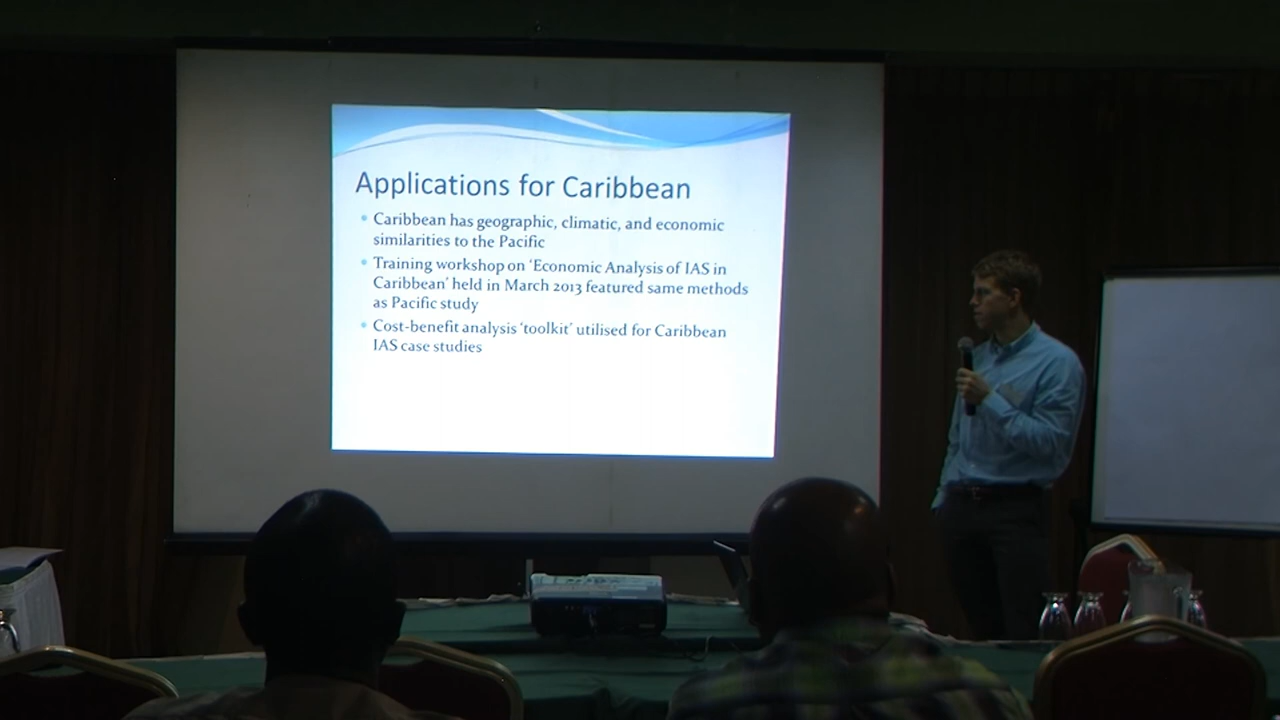 Applications for Caribbean
Caribbean has geographic, climatic, and economic
similarities to the Pacific
Training workshop on ‘Economic Analysis of IAS in
Caribbean’ held in March 2013 featured same methods
as Pacific study
Cost-benefit analysis ‘toolkit’ utilised for Caribbean
IAS case studies